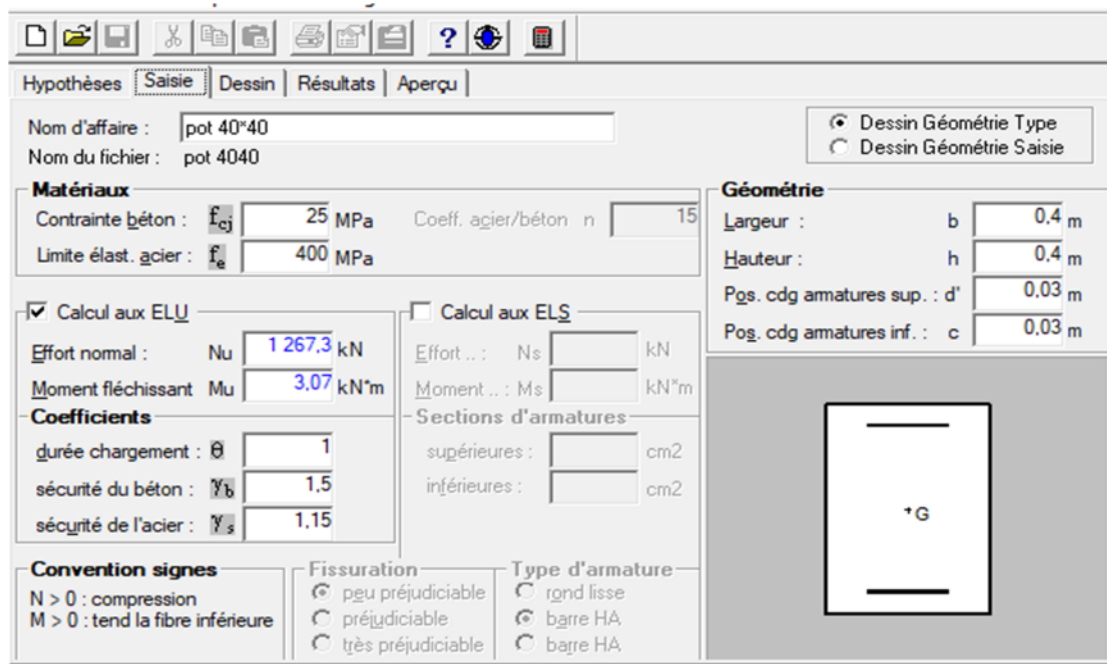 Hypothèses Saisie Dessin Résultats Aperçu
Nom d'affaire : pot 40*40
Nom du fichier : pot 4040
Dessin Géométrie Type
Dessin Géométrie Saisie
Matériaux
Contrainte béton : fcj 25 MPa Coeff. acier/béton n 15
Limite élast. acier : fe 400 MPa
Géométrie
Largeur : b 0,4 m
Hauteur : h 0,4 m
Pos. cdg armatures sup. : d' 0,03 m
Pos. cdg armatures inf. : c 0,03 m
Calcul aux ELU
Effort normal : Nu 1 267,3 kN
Moment fléchissant Mu 3,07 kN*m
Coefficients
durée chargement : θ 1
sécurité du béton : γb 1,5
sécurité de l'acier : γs 1,15
Calcul aux ELS
Effort .. : Ns kN
Moment .. : Ms kN*m
Sections d'armatures
supérieures : cm2
inférieures : cm2
Convention signes
N > 0 : compression
M > 0 : tend la fibre inférieure
Fissuration
peu préjudiciable
préjudiciable
très préjudiciable
Type d'armature
rond lisse
barre HA
barre HA
+G